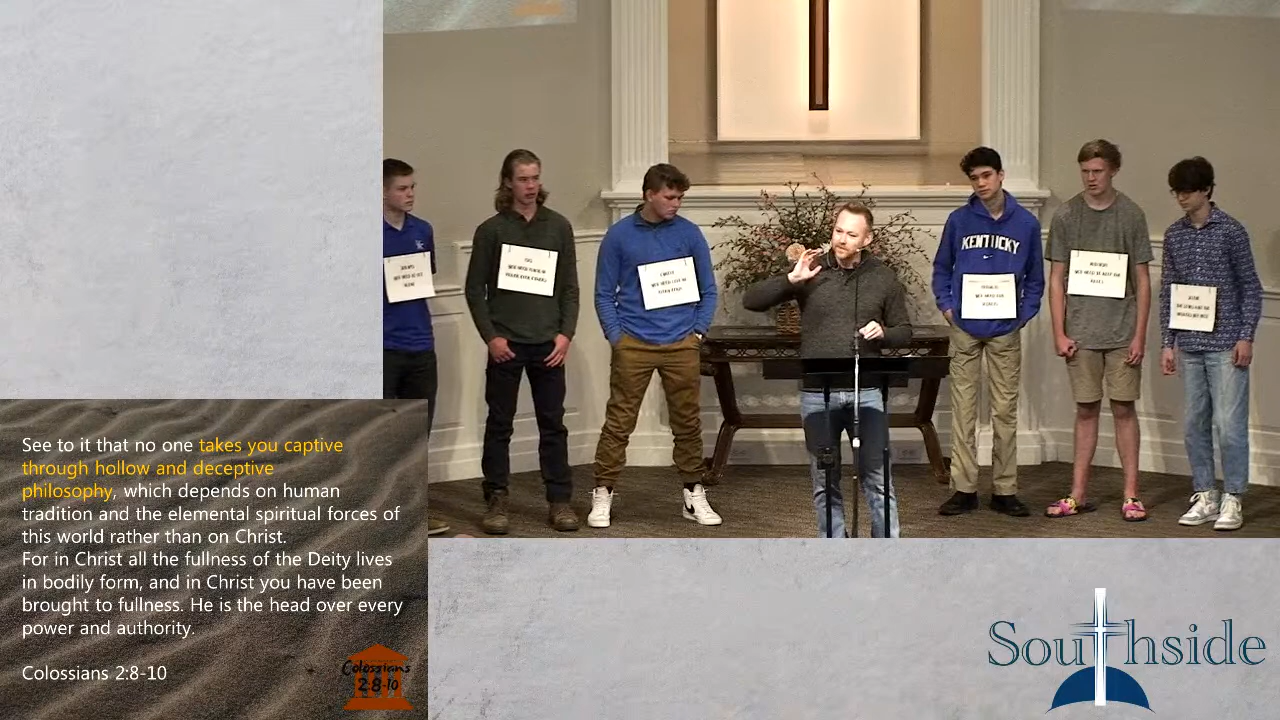 KENTUCKY
See to it that no one takes you captive
through hollow and deceptive
philosophy, which depends on human
tradition and the elemental spiritual forces of
this world rather than on Christ.
For in Christ all the fullness of the Deity lives
in bodily form, and in Christ you have been
brought to fullness. He is the head over every
power and authority.
Colossians 2:8-10
Colossians
2:8-10
Southside